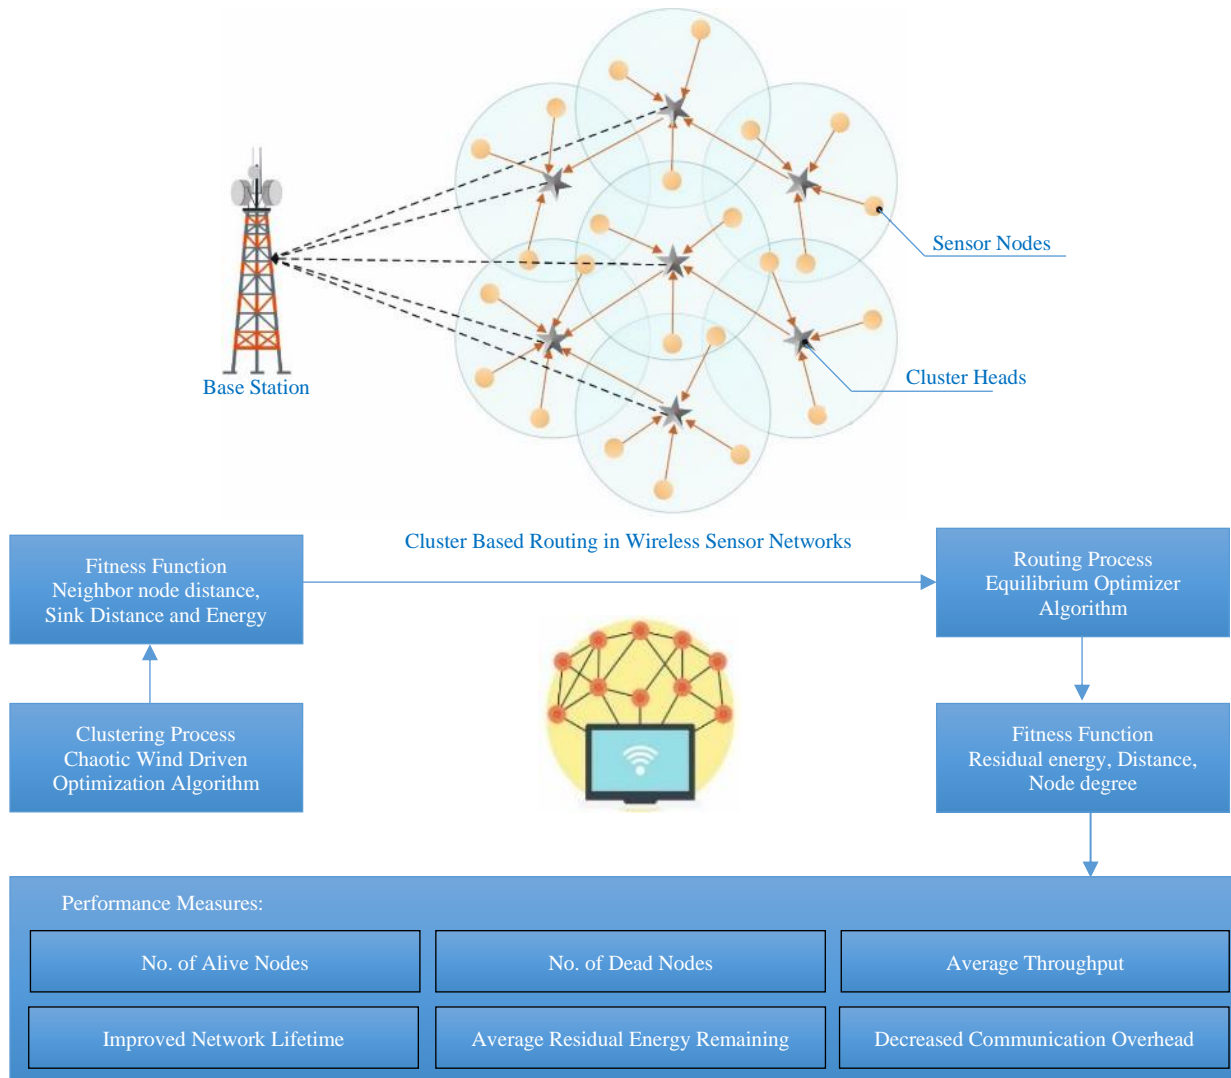 Sensor Nodes
Base Station
Cluster Heads
Cluster Based Routing in Wireless Sensor Networks
Fitness Function
Neighbor node distance,
Sink Distance and Energy
Routing Process
Equilibrium Optimizer
Algorithm
Clustering Process
Chaotic Wind Driven
Optimization Algorithm
Fitness Function
Residual energy, Distance,
Node degree
Performance Measures:
No. of Alive Nodes
No. of Dead Nodes
Average Throughput
Improved Network Lifetime
Average Residual Energy Remaining
Decreased Communication Overhead